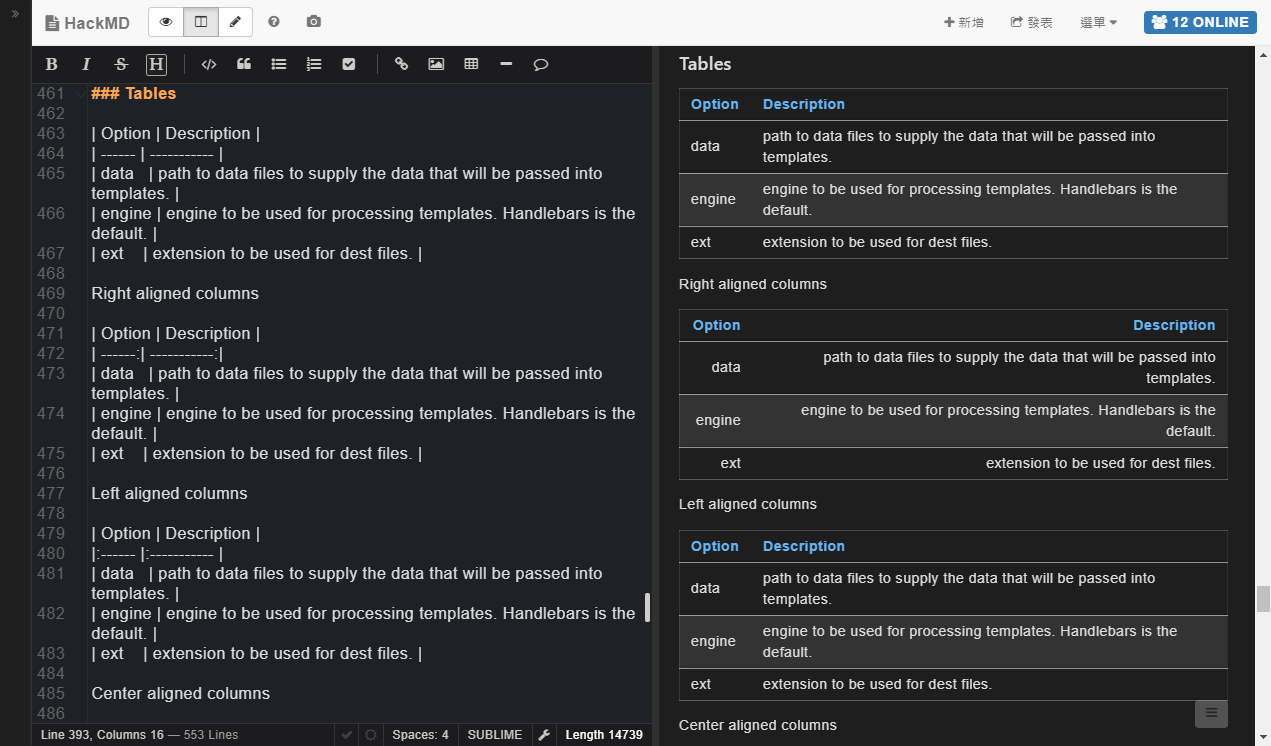 »
HackMD
+ 新增
發表
選單
12 ONLINE
B I S H
461 ### Tables
462
463 | Option | Description |
464 | ------ | ----------- |
465 | data   | path to data files to supply the data that will be passed into
templates. |
466 | engine | engine to be used for processing templates. Handlebars is the
default. |
467 | ext    | extension to be used for dest files. |
468
469 Right aligned columns
470
471 | Option | Description |
472 | ------:| -----------:|
473 | data   | path to data files to supply the data that will be passed into
templates. |
474 | engine | engine to be used for processing templates. Handlebars is the
default. |
475 | ext    | extension to be used for dest files. |
476
477 Left aligned columns
478
479 | Option | Description |
480 |:------ |:----------- |
481 | data   | path to data files to supply the data that will be passed into
templates. |
482 | engine | engine to be used for processing templates. Handlebars is the
default. |
483 | ext    | extension to be used for dest files. |
484
485 Center aligned columns
486
Line 393, Columns 16 — 553 Lines
Spaces: 4
SUBLIME
Length 14739
Tables
Option Description
data path to data files to supply the data that will be passed into
templates.
engine engine to be used for processing templates. Handlebars is the
default.
ext extension to be used for dest files.
Right aligned columns
Option Description
data path to data files to supply the data that will be passed into
templates.
engine engine to be used for processing templates. Handlebars is the
default.
ext extension to be used for dest files.
Left aligned columns
Option Description
data path to data files to supply the data that will be passed into
templates.
engine engine to be used for processing templates. Handlebars is the
default.
ext extension to be used for dest files.
Center aligned columns